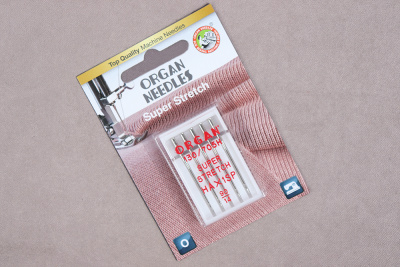 Top Quality Machine Needles
ORGAN
NEEDLES
Super Stretch
ORGAN
130/705H
SUPER
STRETCH
HAX1SP
90
14